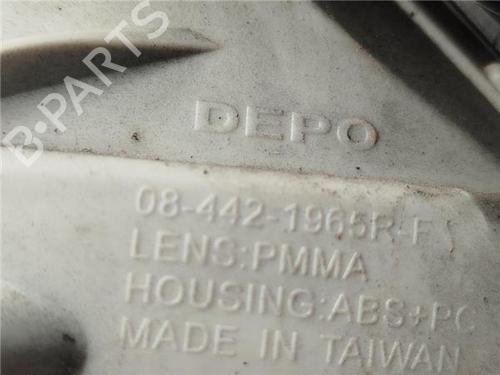 B-PARTS
DEPO
08-442-1965R-F
LENS:PMMA
HOUSING:ABS+PC
MADE IN TAIWAN